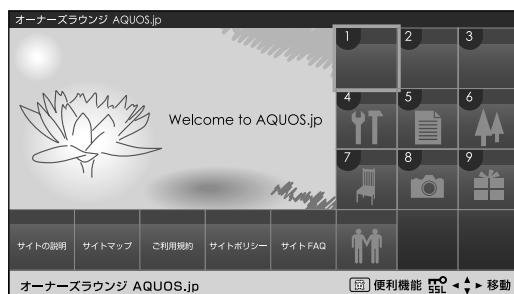 オーナーズラウンジ AQUOS.jp
1 2 3
Welcome to AQUOS.jp
4 5 6
7 8 9
サイトの説明 サイトマップ ご利用規約 サイトポリシー サイトFAQ
オーナーズラウンジ AQUOS.jp 便利機能 SSL 移動